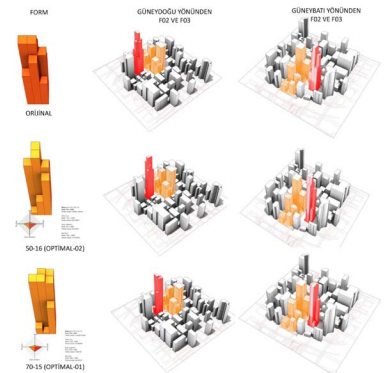 FORM
GÜNEYDOĞU YÖNÜNDEN
F02 VE F03
GÜNEYBATI YÖNÜNDEN
F02 VE F03
ORİJİNAL
50-16 (OPTİMAL-02)
70-15 (OPTİMAL-01)